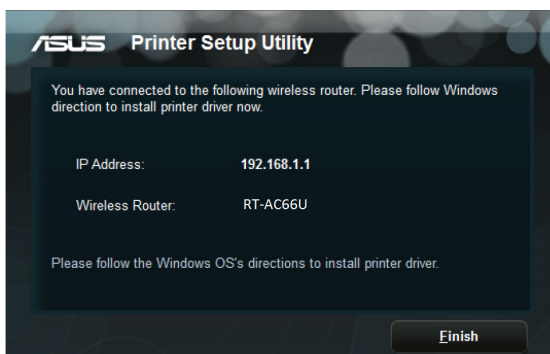 ASUS Printer Setup Utility
You have connected to the following wireless router. Please follow Windows
direction to install printer driver now.
IP Address: 192.168.1.1
Wireless Router: RT-AC66U
Please follow the Windows OS's directions to install printer driver.
Finish